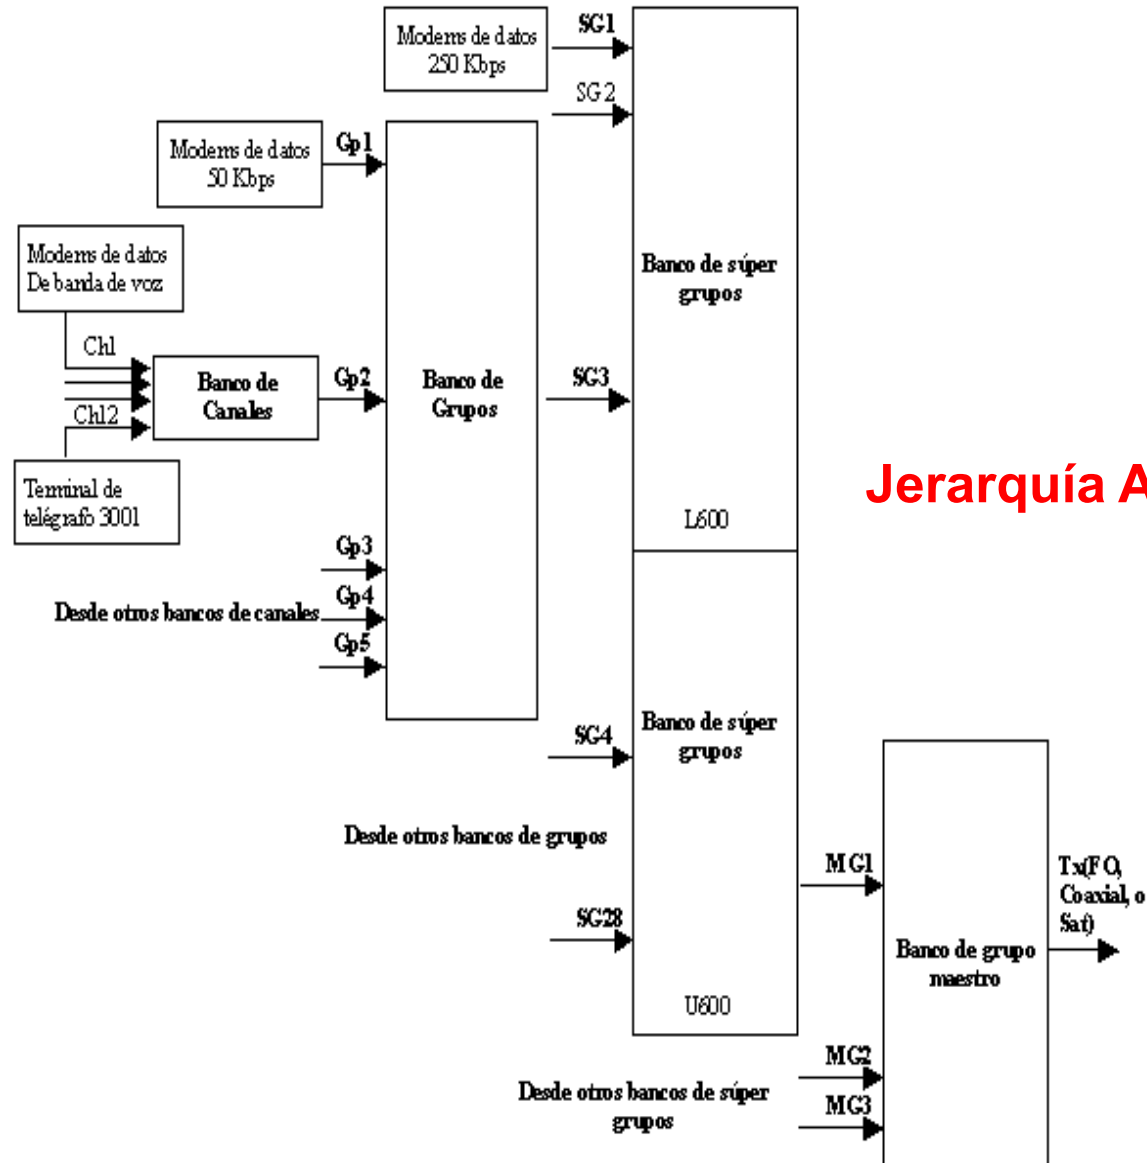 Modems de datos
250 Kbps
SG1
SG2
Modems de datos
50 Kbps
Gp1
Modems de datos
De banda de voz
Ch1
Ch12
Banco de
Canales
Gp2
Banco de
Grupos
SG3
Banco de súper
grupos
L600
Jerarquía A
Terminal de
telégrafo 3001
Gp3
Desde otros bancos de canales
Gp4
Gp5
SG4
Banco de súper
grupos
Desde otros bancos de grupos
SG28
U600
MG1
Banco de grupo
maestro
Tx(FO,
Coaxial, o
Sat)
MG2
Desde otros bancos de súper
grupos
MG3